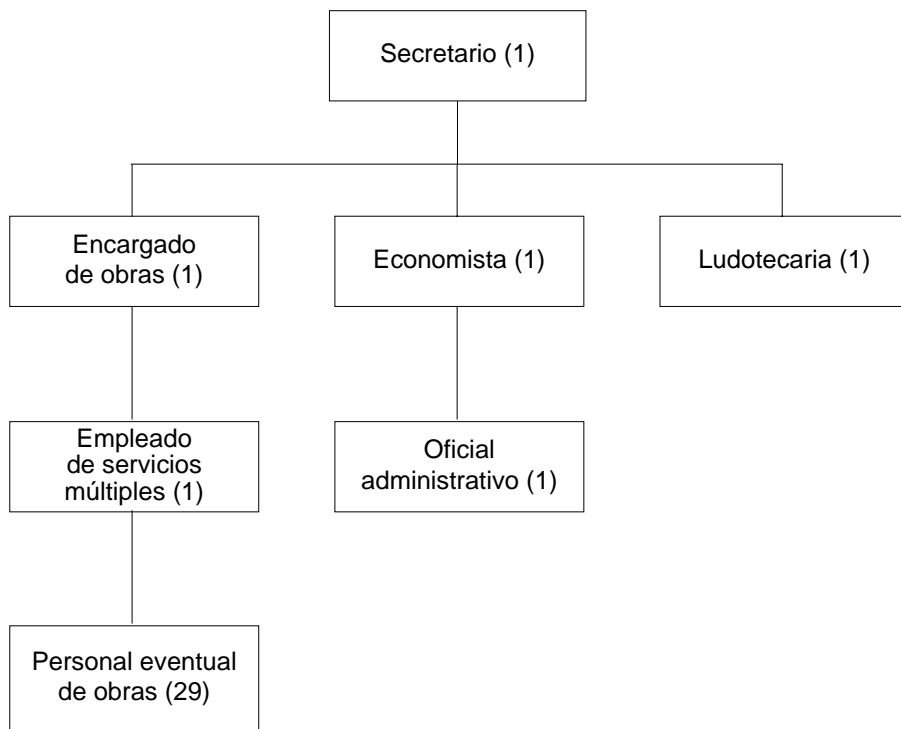 Secretario (1)
Encargado
de obras (1)
Economista (1)
Ludotecaria (1)
Empleado
de servicios
múltiples (1)
Oficial
administrativo (1)
Personal eventual
de obras (29)